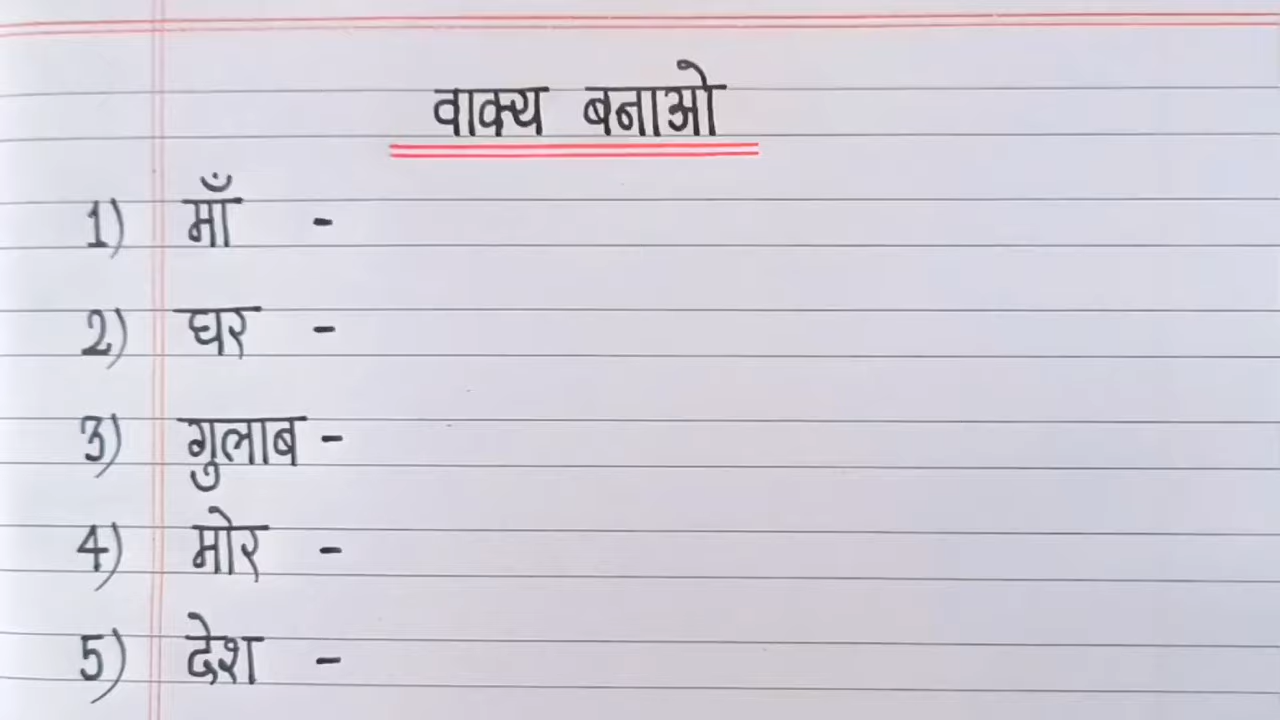 वाक्य बनाओ
1) माँ -
2) घर -
3) गुलाब -
4) मोर -
5) देश -